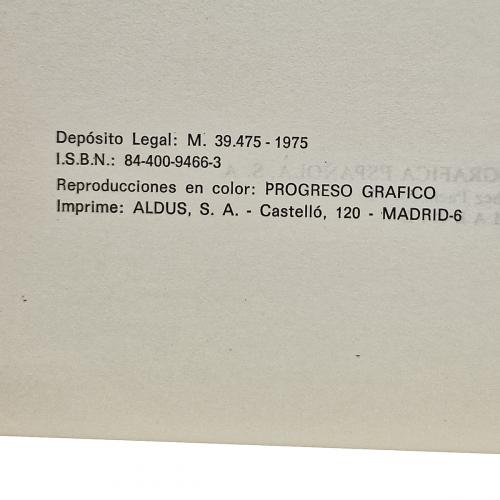 Depósito Legal: M. 39.475 - 1975
I.S.B.N.: 84-400-9466-3
Reproducciones en color: PROGRESO GRAFICO
Imprime: ALDUS, S. A. - Castelló, 120 - MADRID-6